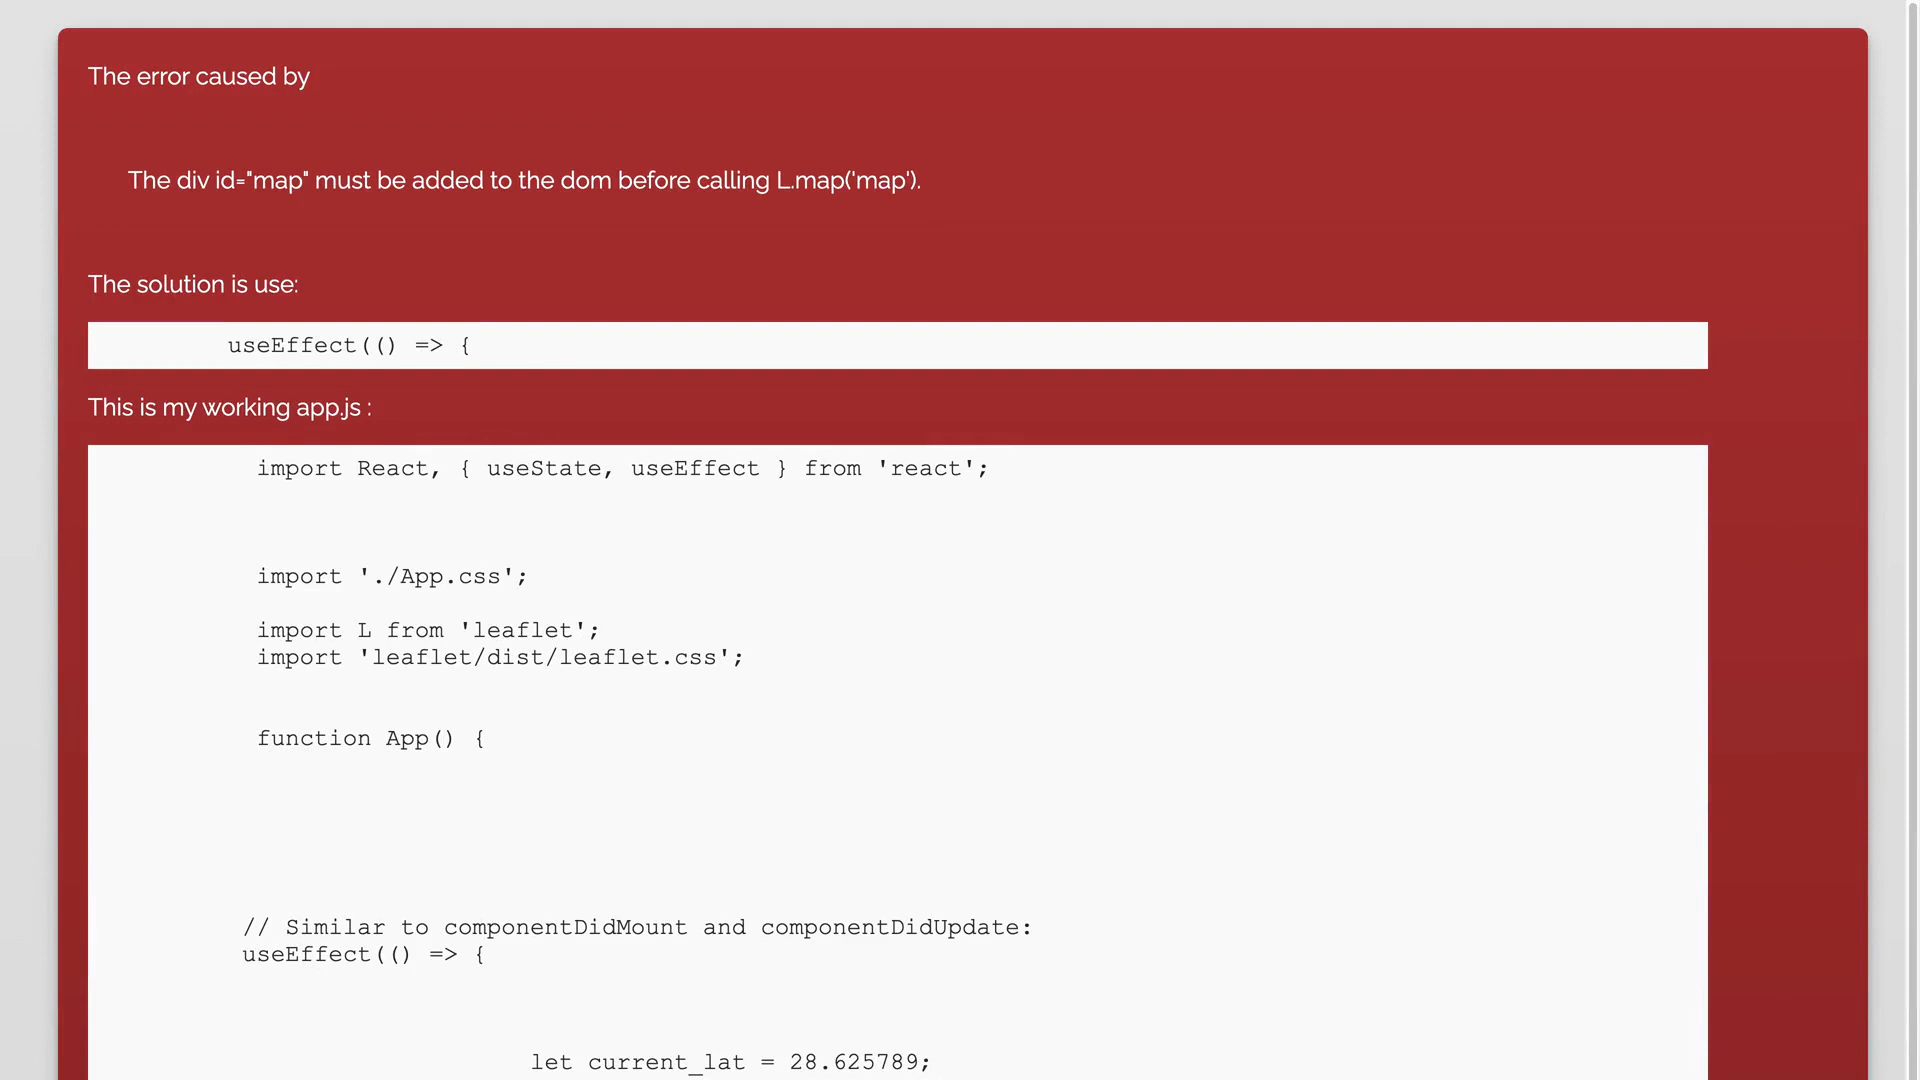 The error caused by
The div id="map" must be added to the dom before calling L.map('map').
The solution is use:
useEffect(() => {
This is my working app.js :
import React, { useState, useEffect } from 'react';
import './App.css';
import L from 'leaflet';
import 'leaflet/dist/leaflet.css';
function App() {
// Similar to componentDidMount and componentDidUpdate:
useEffect(() => {
let current_lat = 28.625789;